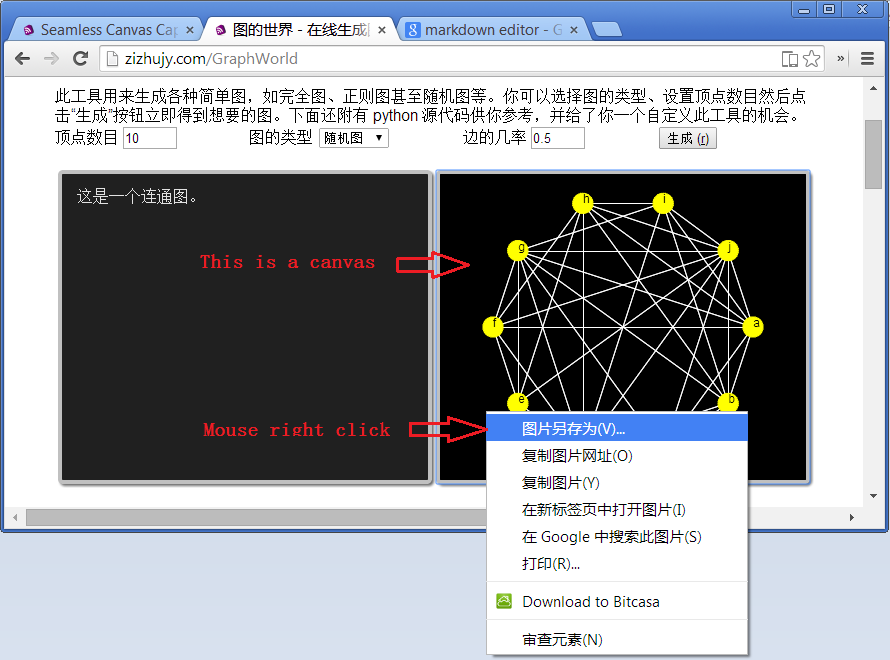 Seamless Canvas Cap
图的世界 - 在线生成
markdown editor - G
zizhujy.com/GraphWorld
此工具用来生成各种简单图，如完全图、正则图甚至随机图等。你可以选择图的类型、设置顶点数目然后点
击“生成”按钮立即得到想要的图。下面还附有 python 源代码供你参考，并给了你一个自定义此工具的机会。
顶点数目 10 图的类型 随机图 边的几率 0.5 生成 (r)
这是一个连通图。
This is a canvas
h
i
g
j
f
a
e
b
Mouse right click
图片另存为(V)...
复制图片网址(O)
复制图片(Y)
在新标签页中打开图片(I)
在 Google 中搜索此图片(S)
打印(R)...
Download to Bitcasa
审查元素(N)